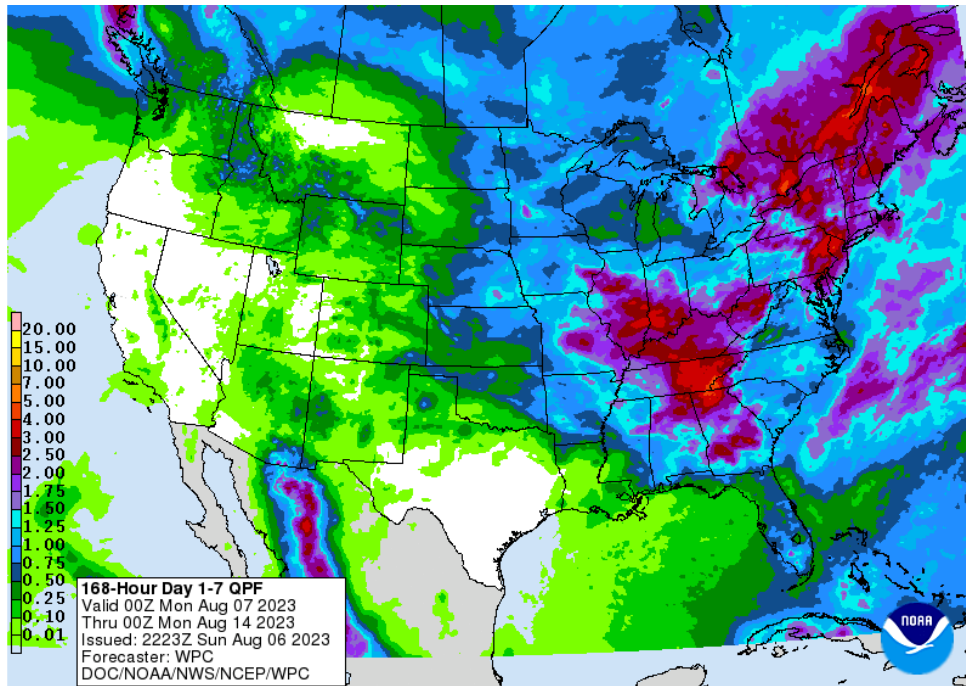 20.00
15.00
10.00
7.00
5.00
4.00
3.00
2.50
2.00
1.75
1.50
1.25
1.00
0.75
0.50
0.25
0.10
0.01
168-Hour Day 1-7 QPF
Valid 00Z Mon Aug 07 2023
Thru 00Z Mon Aug 14 2023
Issued: 2223Z Sun Aug 06 2023
Forecaster: WPC
DOC/NOAA/NWS/NCEP/WPC
NOAA